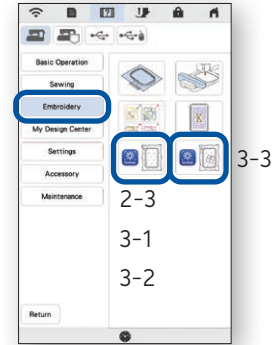 Basic Operation
Sewing
Embroidery
My Design Center
Settings
Accessory
Maintenance
K
3-3
2-3
3-1
3-2
Return